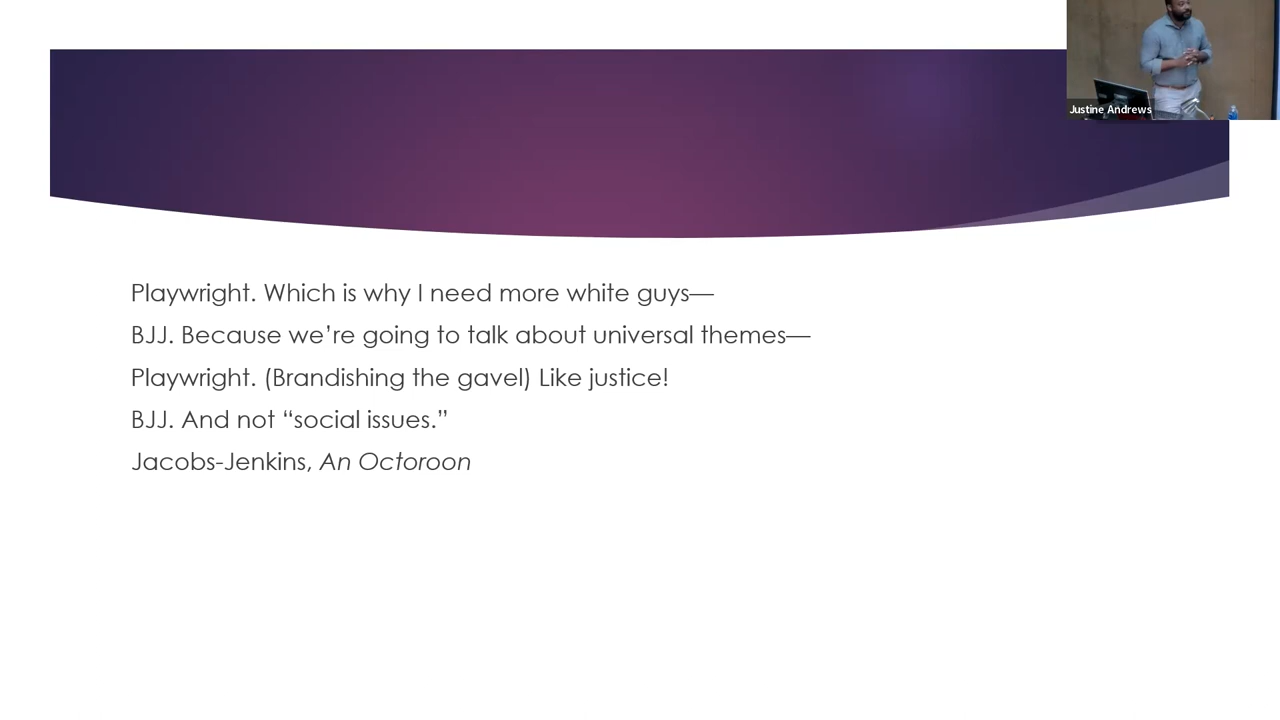 Justine Andrews
Playwright. Which is why I need more white guys—
BJJ. Because we’re going to talk about universal themes—
Playwright. (Brandishing the gavel) Like justice!
BJJ. And not “social issues.”
Jacobs-Jenkins, An Octoroon